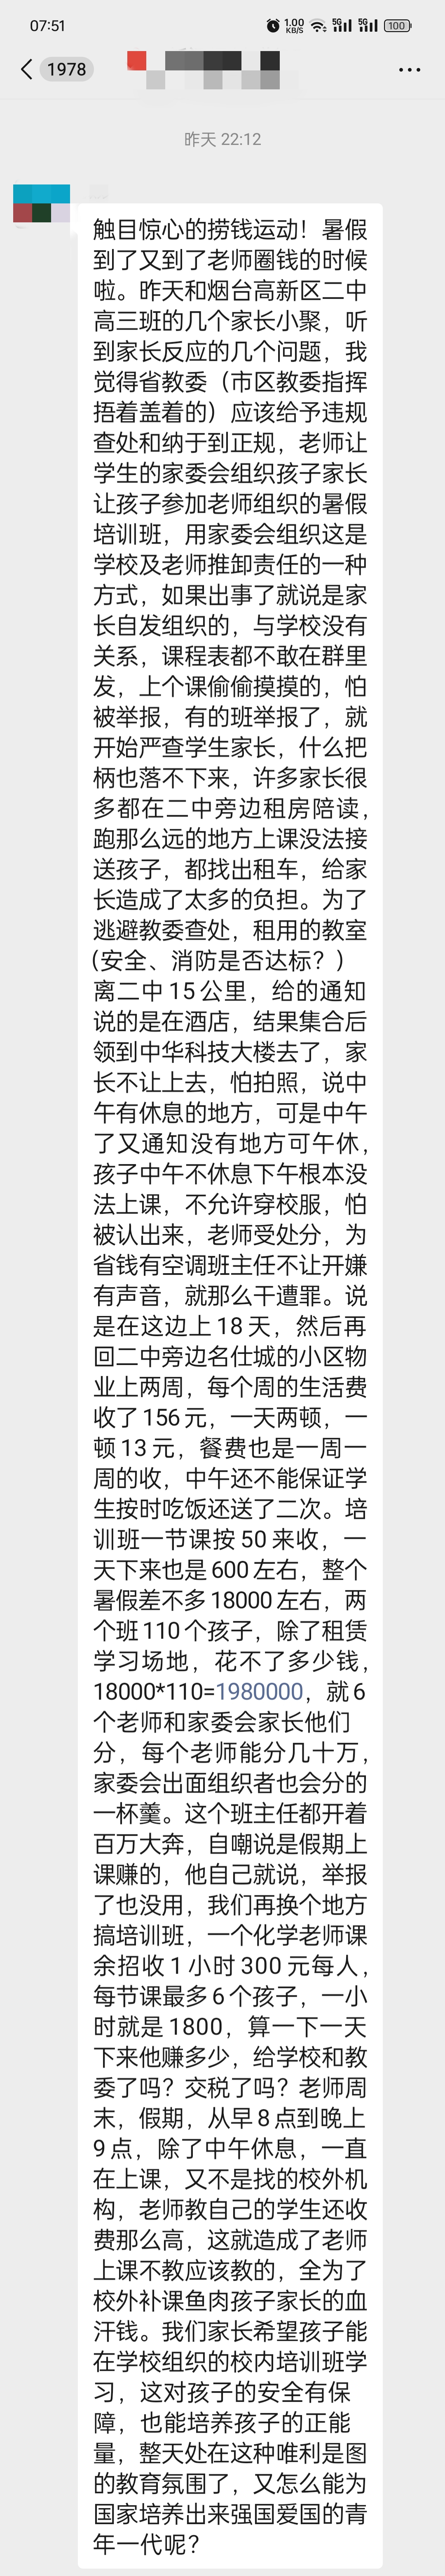 07:51
1.00
KB/S
5G
5G
100
1978
昨天 22:12
触目惊心的捞钱运动！暑假
到了又到了老师圈钱的时候
啦。昨天和烟台高新区二中
高三班的几个家长小聚，听
到家长反应的几个问题，我
觉得省教委（市区教委指挥
捂着盖着的）应该给予违规
查处和纳于到正规，老师让
学生的家委会组织孩子家长
让孩子参加老师组织的暑假
培训班，用家委会组织这是
学校及老师推卸责任的一种
方式，如果出事了就说是家
长自发组织的，与学校没有
关系，课程表都不敢在群里
发，上个课偷偷摸摸的，怕
被举报，有的班举报了，就
开始严查学生家长，什么把
柄也落不下来，许多家长很
多都在二中旁边租房陪读，
跑那么远的地方上课没法接
送孩子，都找出租车，给家
长造成了太多的负担。为了
逃避教委查处，租用的教室
（安全、消防是否达标？）
离二中15公里，给的通知
说的是在酒店，结果集合后
领到中华科技大楼去了，家
长不让上去，怕拍照，说中
午有休息的地方，可是中午
了又通知没有地方可午休，
孩子中午不休息下午根本没
法上课，不允许穿校服，怕
被认出来，老师受处分，为
省钱有空调班主任不让开嫌
有声音，就那么干遭罪。说
是在这边上18天，然后再
回二中旁边名仕城的小区物
业上两周，每个周的生活费
收了156元，一天两顿，一
顿13元，餐费也是一周一
周的收，中午还不能保证学
生按时吃饭还送了二次。培
训班一节课按50来收，一
天下来也是600左右，整个
暑假差不多18000左右，两
个班110个孩子，除了租赁
学习场地，花不了多少钱，
18000*110=1980000，就6
个老师和家委会家长他们
分，每个老师能分几十万，
家委会出面组织者也会分的
一杯羹。这个班主任都开着
百万大奔，自嘲说是假期上
课赚的，他自己就说，举报
了也没用，我们再换个地方
搞培训班，一个化学老师课
余招收1小时300元每人，
每节课最多6个孩子，一小
时就是1800，算一下一天
下来他赚多少，给学校和教
委了吗？交税了吗？老师周
末，假期，从早8点到晚上
9点，除了中午休息，一直
在上课，又不是找的校外机
构，老师教自己的学生还收
费那么高，这就造成了老师
上课不教应该教的，全为了
校外补课鱼肉孩子家长的血
汗钱。我们家长希望孩子能
在学校组织的校内培训班学
习，这对孩子的安全有保
障，也能培养孩子的正能
量，整天处在这种唯利是图
的教育氛围了，又怎么能为
国家培养出来强国爱国的青
年一代呢？